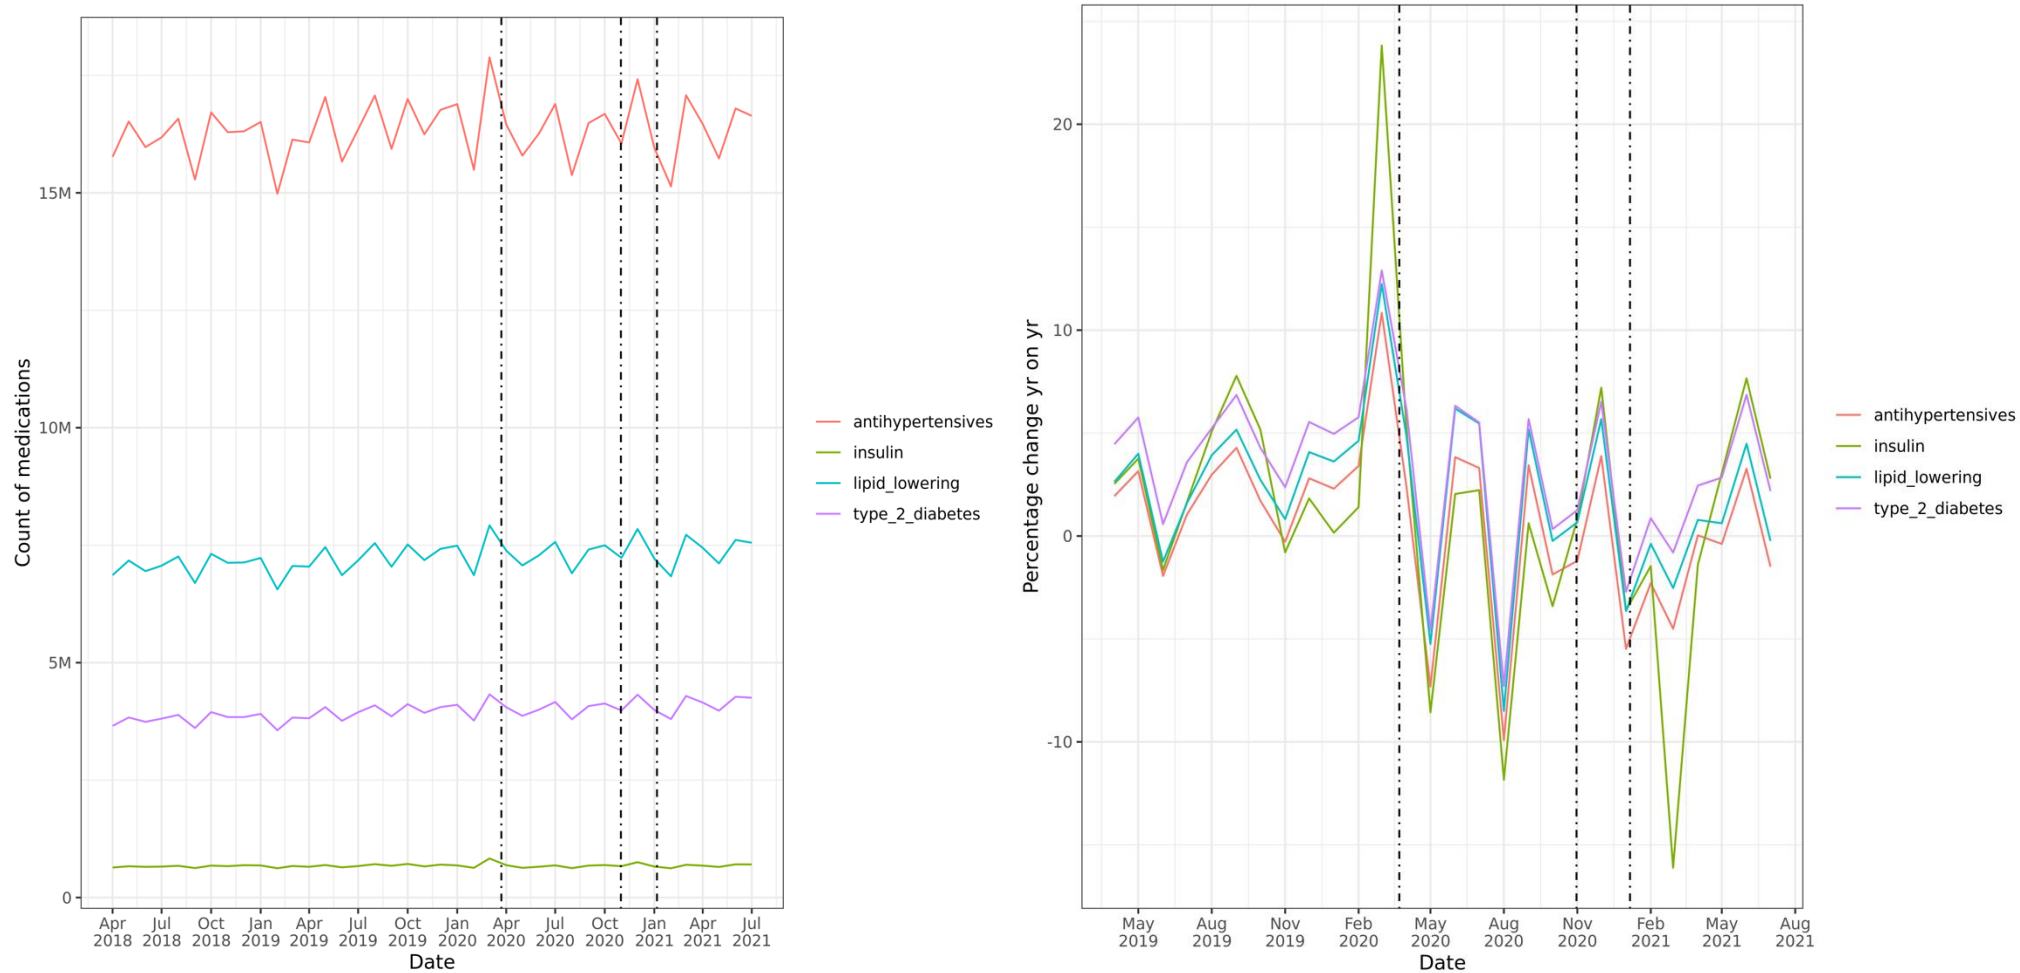 Count of medications
15M
10M
5M
0
Apr Jul Oct Jan Apr Jul Oct Jan Apr Jul Oct Jan Apr Jul
2018 2018 2018 2019 2019 2019 2019 2020 2020 2020 2020 2021 2021 2021
Date
antihypertensives
insulin
lipid_lowering
type_2_diabetes
Percentage change yr on yr
20
10
0
-10
May Aug Nov Feb May Aug Nov Feb May Aug
2019 2019 2019 2020 2020 2020 2020 2021 2021 2021
Date
antihypertensives
insulin
lipid_lowering
type_2_diabetes